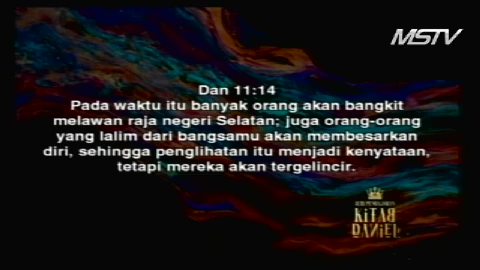 MSTV
Dan 11:14
Pada waktu itu banyak orang akan bangkit
melawan raja negeri Selatan; juga orang-orang
yang lalim dari bangsamu akan membesarkan
diri, sehingga penglihatan itu menjadi kenyataan,
tetapi mereka akan tergelincir.
KITAB
DANIEL